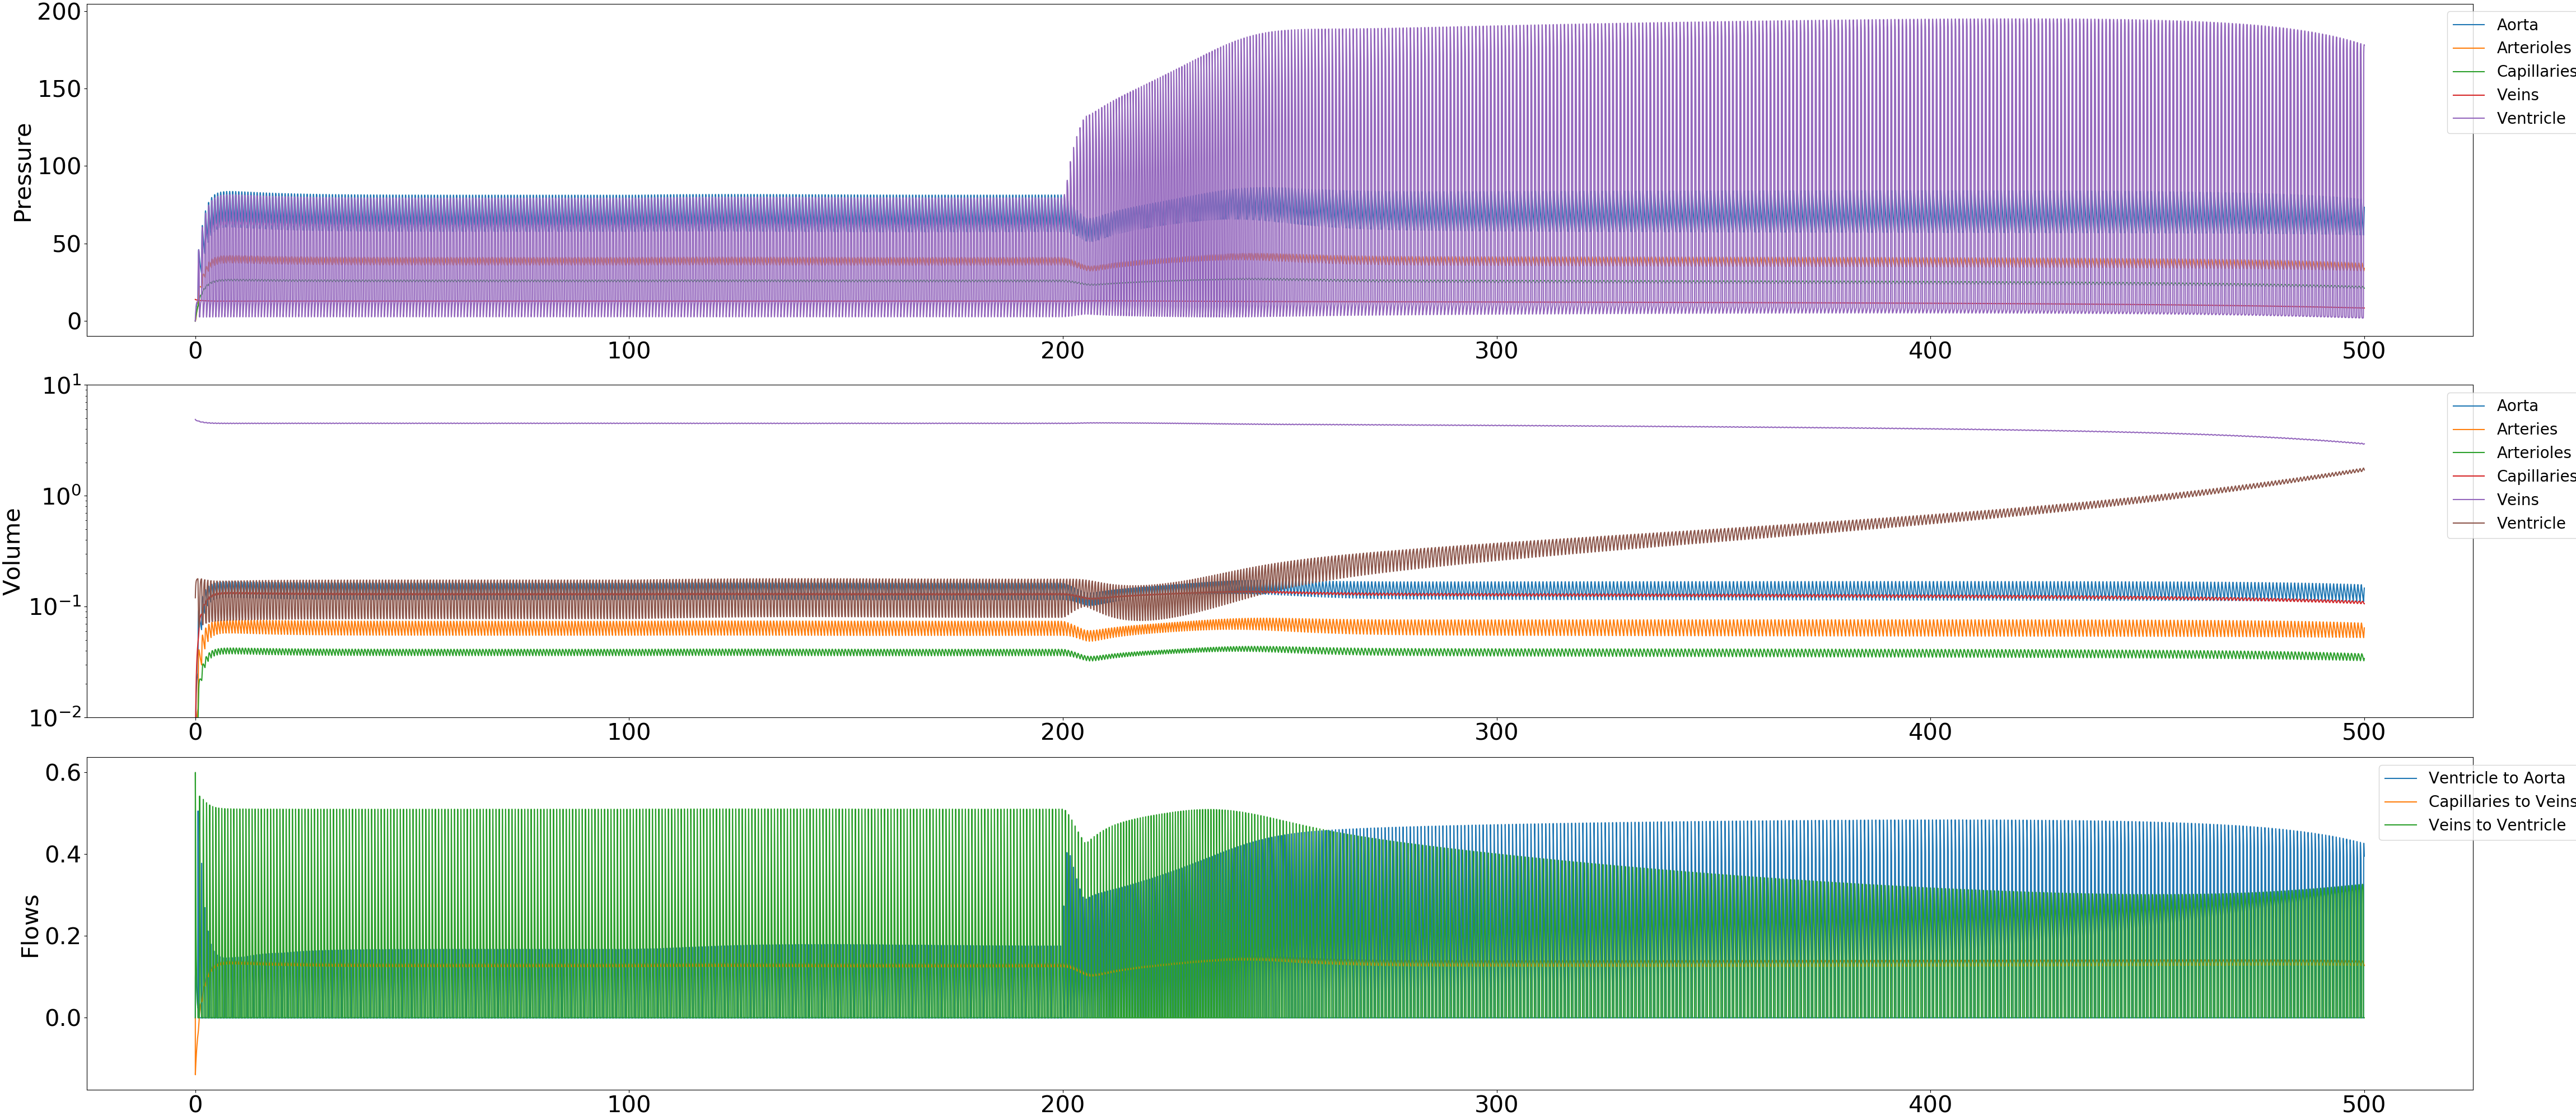 Pressure
200
150
100
50
0
0 100 200 300 400 500
Aorta
Arterioles
Capillaries
Veins
Ventricle
Volume
10^1
10^0
10^-1
10^-2
0 100 200 300 400 500
Aorta
Arteries
Arterioles
Capillaries
Veins
Ventricle
Flows
0.6
0.4
0.2
0.0
0 100 200 300 400 500
Ventricle to Aorta
Capillaries to Veins
Veins to Ventricle